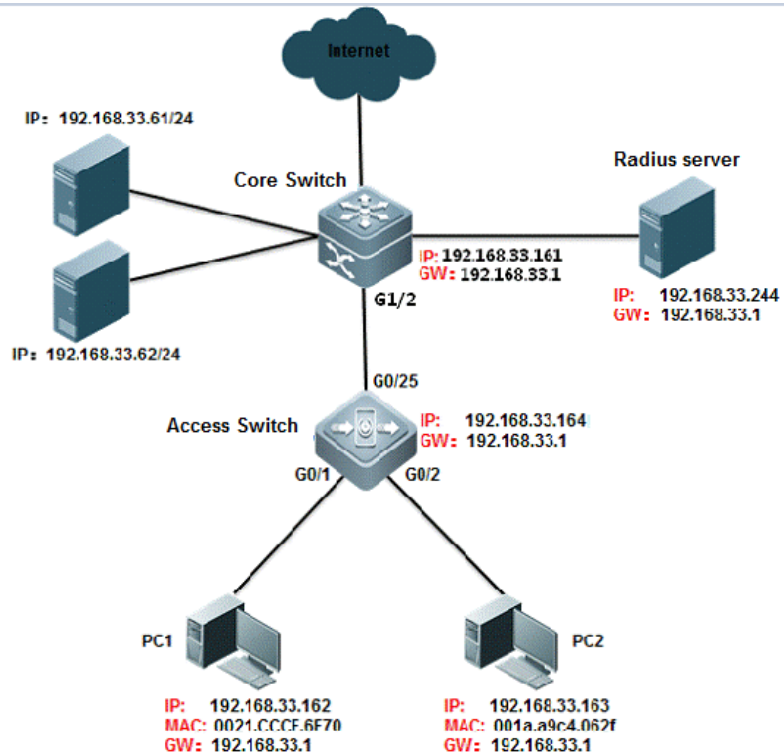 Internet
IP: 192.168.33.61/24
Radius server
Core Switch
IP: 192.168.33.161
GW: 192.168.33.1
G1/2
IP: 192.168.33.244
GW: 192.168.33.1
IP: 192.168.33.62/24
G0/25
Access Switch
IP: 192.168.33.164
GW: 192.168.33.1
G0/1
G0/2
PC1
PC2
IP: 192.168.33.162
MAC:
GW: 192.168.33.1
IP: 192.168.33.163
MAC: 001a.a9c4.062f
GW: 192.168.33.1